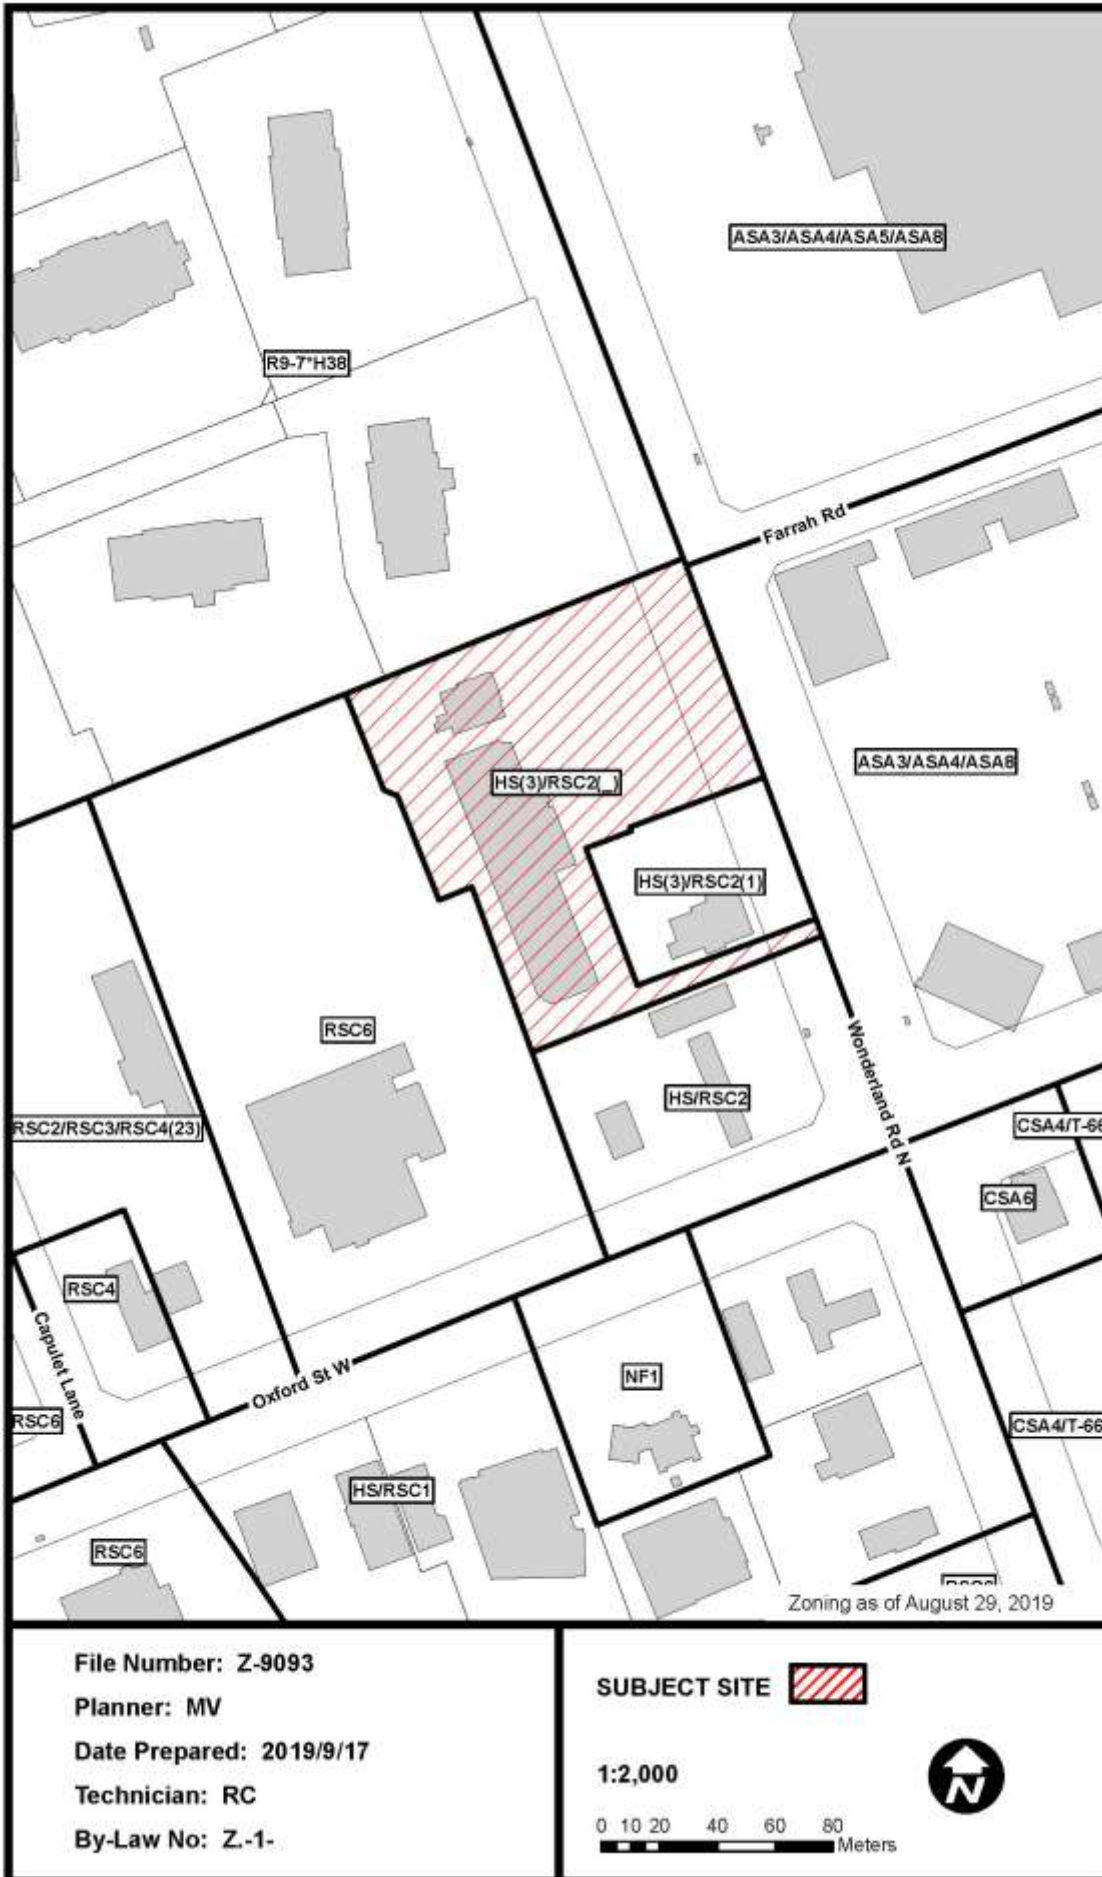 ASA3/ASA4/ASA5/ASA8
R9-7*H38
Farrah Rd
HS(3)/RSC2(_)
ASA3/ASA4/ASA8
HS(3)/RSC2(1)
RSC6
Wonderland Rd N
HS/RSC2
RSC2/RSC3/RSC4(23)
CSA4/T-66
CSA6
RSC4
Capulet Lane
Oxford St W
NF1
RSC6
CSA4/T-66
HS/RSC1
RSC6
Zoning as of August 29, 2019
File Number: Z-9093
Planner: MV
Date Prepared: 2019/9/17
Technician: RC
By-Law No: Z.-1-
SUBJECT SITE
1:2,000
N
0 10 20 40 60 80
Meters